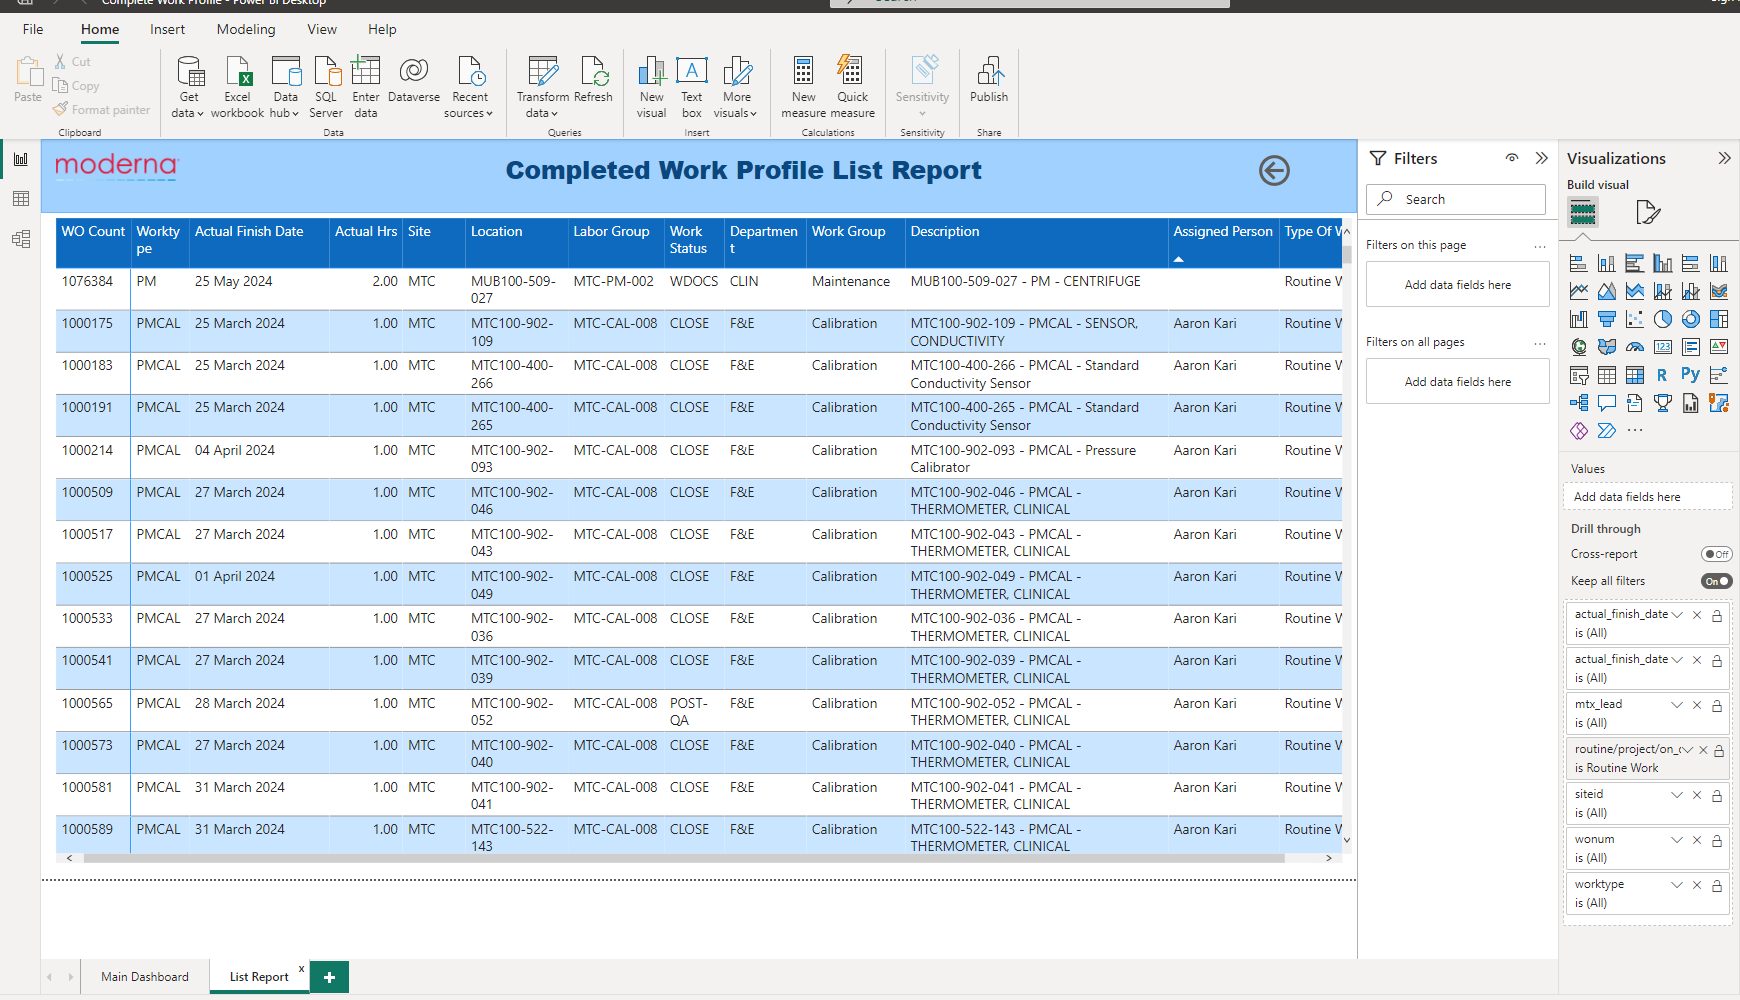 Complete Work Profile - Power BI Desktop
Search
File Home Insert Modeling View Help
Paste
Cut
Copy
Format painter
Clipboard
Get data
Excel workbook
Data hub
SQL Server
Enter data
Dataverse
Recent sources
Data
Transform data
Refresh
Queries
New visual
Text box
More visuals
Insert
New measure
Quick measure
Calculations
Sensitivity
Sensitivity
Publish
Share
moderna
Completed Work Profile List Report
WO Count Workty pe Actual Finish Date Actual Hrs Site Location Labor Group Work Status Departmen t Work Group Description Assigned Person Type Of W
1076384 PM 25 May 2024 2.00 MTC MUB100-509-027 MTC-PM-002 WDOCS CLIN Maintenance MUB100-509-027 - PM - CENTRIFUGE Routine W
1000175 PMCAL 25 March 2024 1.00 MTC MTC100-902-109 MTC-CAL-008 CLOSE F&E Calibration MTC100-902-109 - PMCAL - SENSOR, CONDUCTIVITY Aaron Kari Routine W
1000183 PMCAL 25 March 2024 1.00 MTC MTC100-400-266 MTC-CAL-008 CLOSE F&E Calibration MTC100-400-266 - PMCAL - Standard Conductivity Sensor Aaron Kari Routine W
1000191 PMCAL 25 March 2024 1.00 MTC MTC100-400-265 MTC-CAL-008 CLOSE F&E Calibration MTC100-400-265 - PMCAL - Standard Conductivity Sensor Aaron Kari Routine W
1000214 PMCAL 04 April 2024 1.00 MTC MTC100-902-093 MTC-CAL-008 CLOSE F&E Calibration MTC100-902-093 - PMCAL - Pressure Calibrator Aaron Kari Routine W
1000509 PMCAL 27 March 2024 1.00 MTC MTC100-902-046 MTC-CAL-008 CLOSE F&E Calibration MTC100-902-046 - PMCAL - THERMOMETER, CLINICAL Aaron Kari Routine W
1000517 PMCAL 27 March 2024 1.00 MTC MTC100-902-043 MTC-CAL-008 CLOSE F&E Calibration MTC100-902-043 - PMCAL - THERMOMETER, CLINICAL Aaron Kari Routine W
1000525 PMCAL 01 April 2024 1.00 MTC MTC100-902-049 MTC-CAL-008 CLOSE F&E Calibration MTC100-902-049 - PMCAL - THERMOMETER, CLINICAL Aaron Kari Routine W
1000533 PMCAL 27 March 2024 1.00 MTC MTC100-902-036 MTC-CAL-008 CLOSE F&E Calibration MTC100-902-036 - PMCAL - THERMOMETER, CLINICAL Aaron Kari Routine W
1000541 PMCAL 27 March 2024 1.00 MTC MTC100-902-039 MTC-CAL-008 CLOSE F&E Calibration MTC100-902-039 - PMCAL - THERMOMETER, CLINICAL Aaron Kari Routine W
1000565 PMCAL 28 March 2024 1.00 MTC MTC100-902-052 MTC-CAL-008 POST-QA F&E Calibration MTC100-902-052 - PMCAL - THERMOMETER, CLINICAL Aaron Kari Routine W
1000573 PMCAL 27 March 2024 1.00 MTC MTC100-902-040 MTC-CAL-008 CLOSE F&E Calibration MTC100-902-040 - PMCAL - THERMOMETER, CLINICAL Aaron Kari Routine W
1000581 PMCAL 31 March 2024 1.00 MTC MTC100-902-041 MTC-CAL-008 CLOSE F&E Calibration MTC100-902-041 - PMCAL - THERMOMETER, CLINICAL Aaron Kari Routine W
1000589 PMCAL 31 March 2024 1.00 MTC MTC100-522-143 MTC-CAL-008 CLOSE F&E Calibration MTC100-522-143 - PMCAL - THERMOMETER, CLINICAL Aaron Kari Routine W
Main Dashboard
List Report
Filters
Search
Filters on this page
Add data fields here
Filters on all pages
Add data fields here
Visualizations
Build visual
123
R Py
Values
Add data fields here
Drill through
Cross-report Off
Keep all filters On
actual_finish_date
is (All)
actual_finish_date
is (All)
mtx_lead
is (All)
routine/project/on_c
is Routine Work
siteid
is (All)
wonum
is (All)
worktype
is (All)